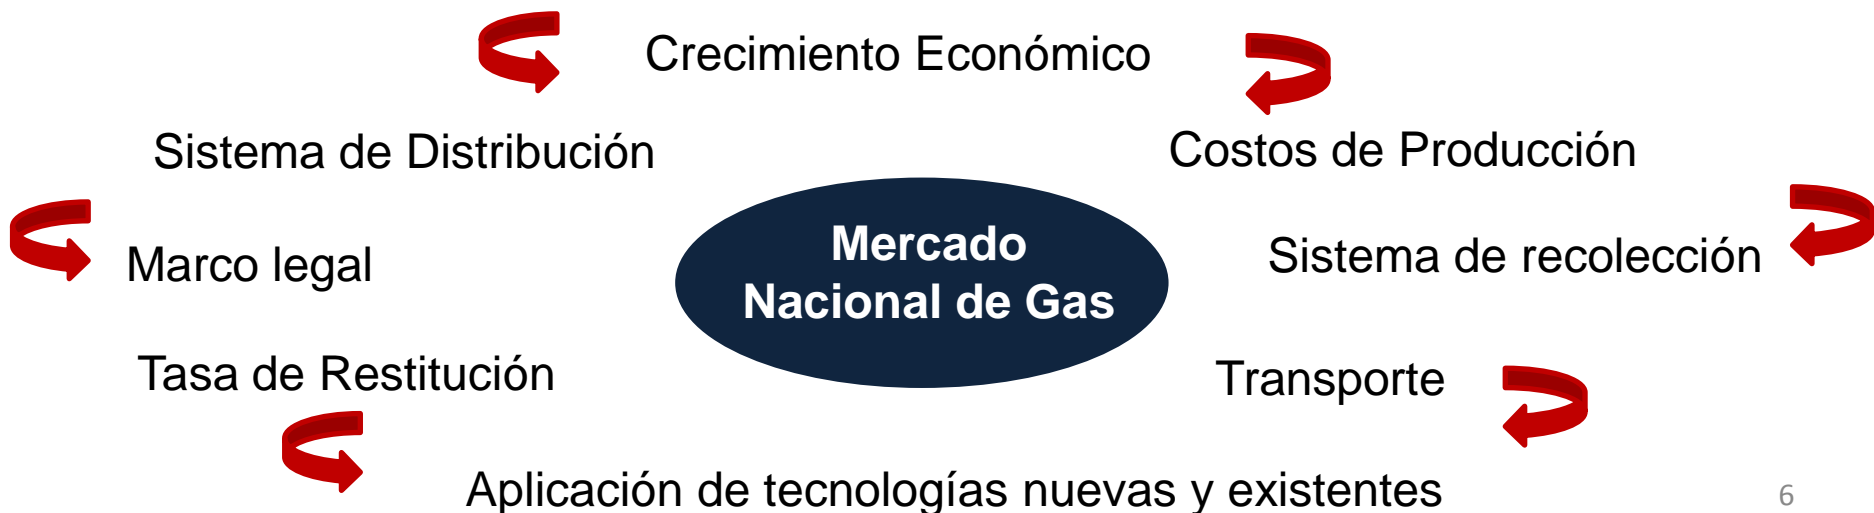 Crecimiento Económico
Sistema de Distribución
Costos de Producción
Mercado
Nacional de Gas
Marco legal
Sistema de recolección
Tasa de Restitución
Transporte
Aplicación de tecnologías nuevas y existentes
6